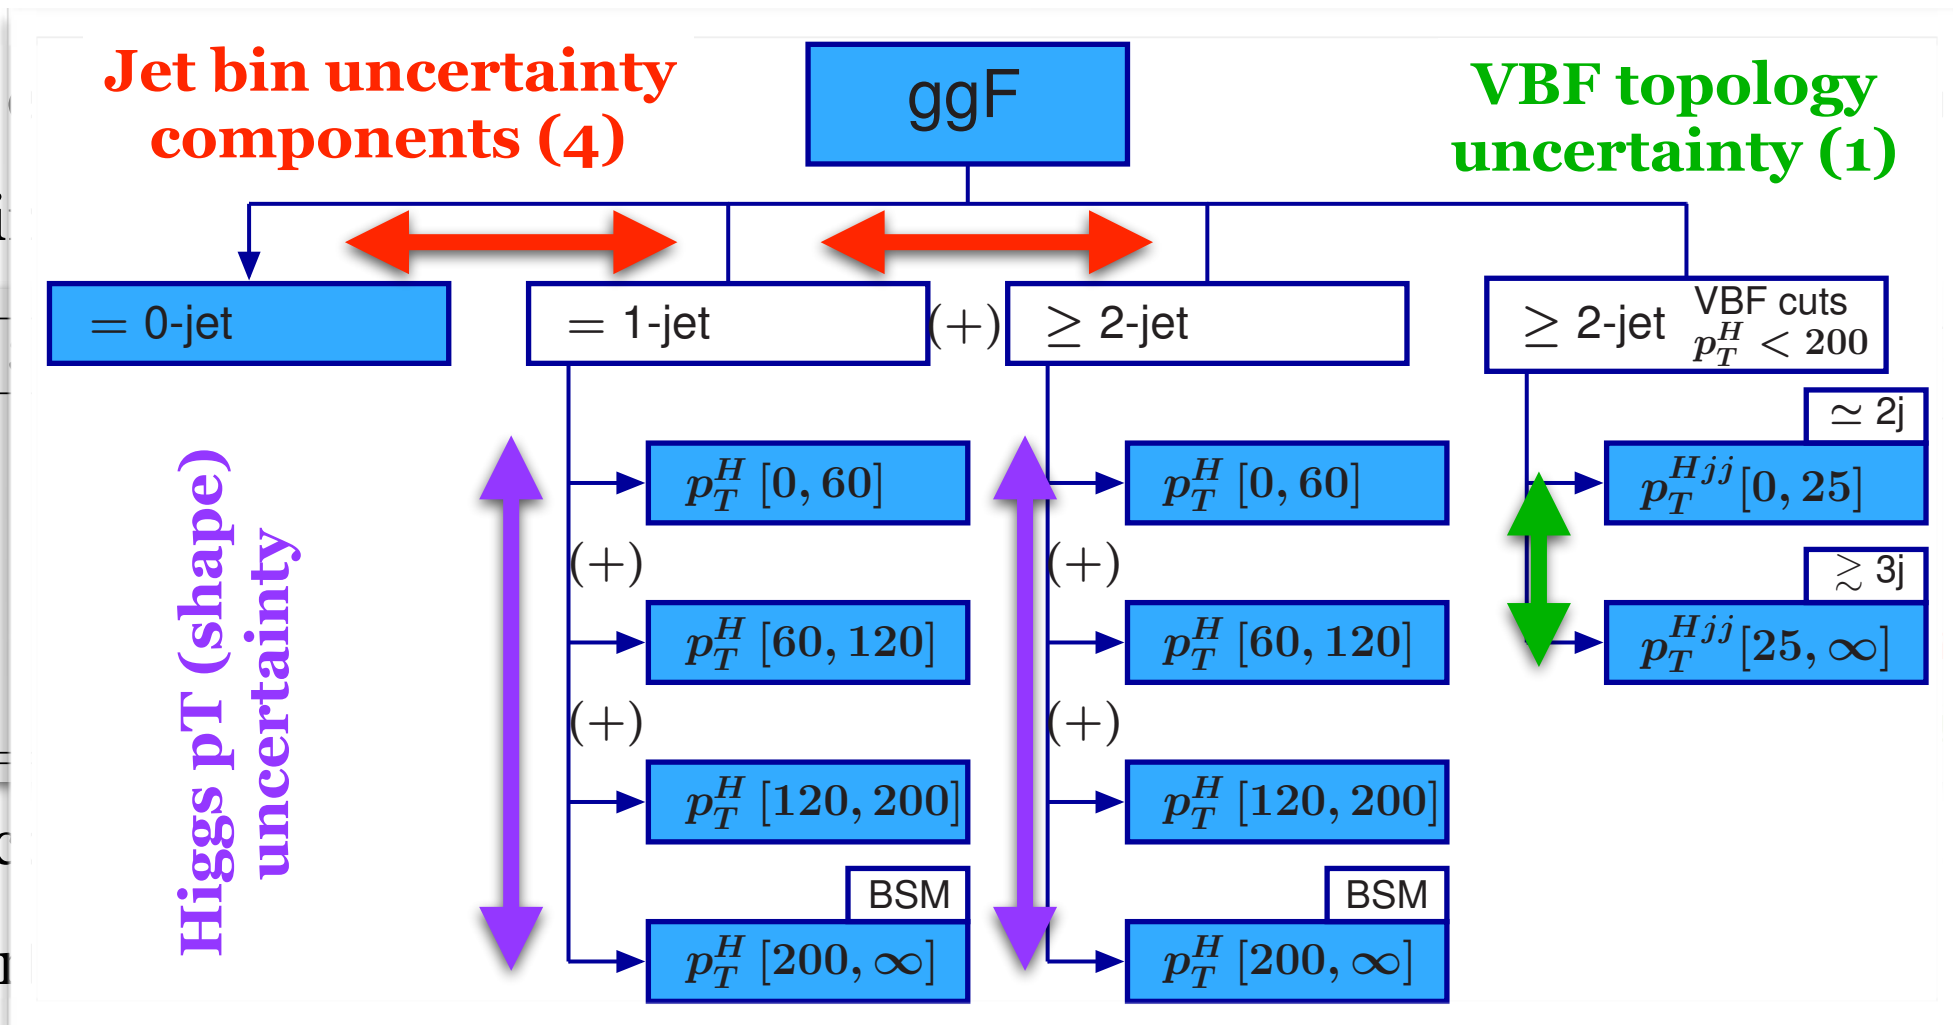 Jet bin uncertainty
components (4)
ggF
VBF topology
uncertainty (1)
= 0-jet
= 1-jet
(+)
≥ 2-jet
≥ 2-jet
VBF cuts
p_T^H < 200
Higgs pT (shape)
uncertainty
p_T^H [0, 60]
(+)
p_T^H [60, 120]
(+)
p_T^H [120, 200]
BSM
p_T^H [200, ∞]
p_T^H [0, 60]
(+)
p_T^H [60, 120]
(+)
p_T^H [120, 200]
BSM
p_T^H [200, ∞]
≃ 2j
p_T^{Hjj} [0, 25]
≳ 3j
p_T^{Hjj} [25, ∞]